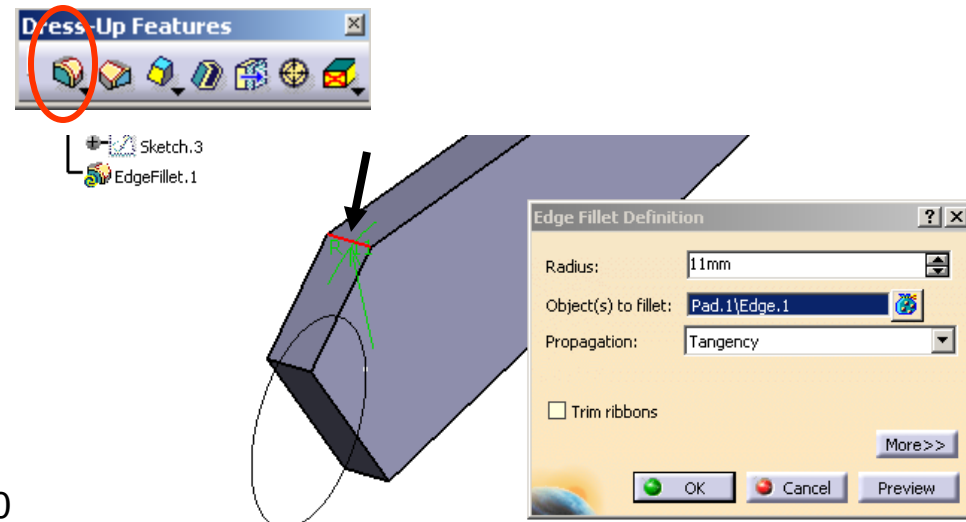 Dress-Up Features
Sketch.3
EdgeFillet.1
Edge Fillet Definition
Radius: 11mm
Object(s) to fillet: Pad.1\Edge.1
Propagation: Tangency
Trim ribbons
More>>
OK Cancel Preview
0